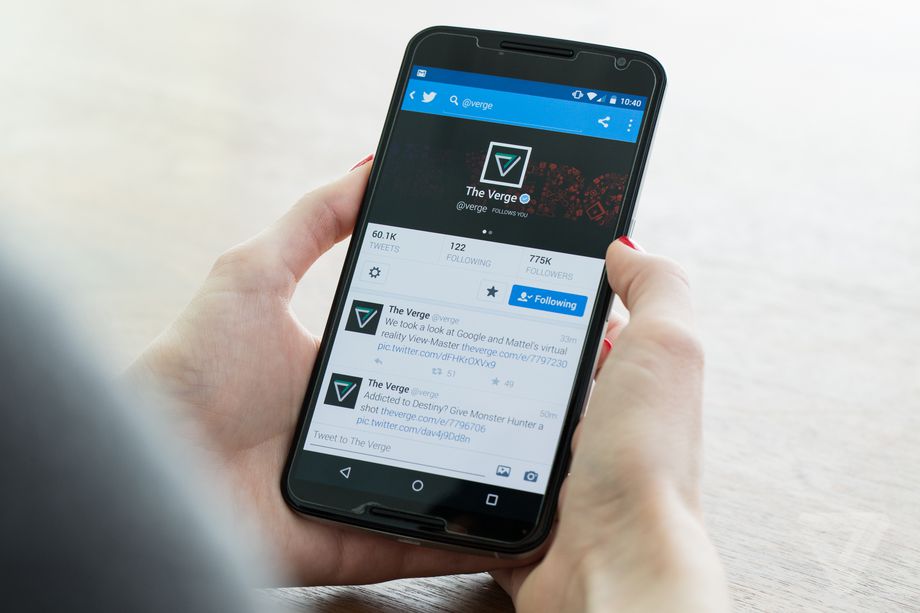 10:40
@verge
The Verge
@verge FOLLOWS YOU
60.1K 122 775K
TWEETS FOLLOWING FOLLOWERS
Following
The Verge @verge 33m
We took a look at Google and Mattel's virtual
reality View-Master theverge.com/e/7797230
pic.twitter.com/dFHKrOXVx9
51 49
The Verge @verge 50m
Addicted to Destiny? Give Monster Hunter a
shot theverge.com/e/7796706
pic.twitter.com/dav4j9Dd8n
Tweet to The Verge